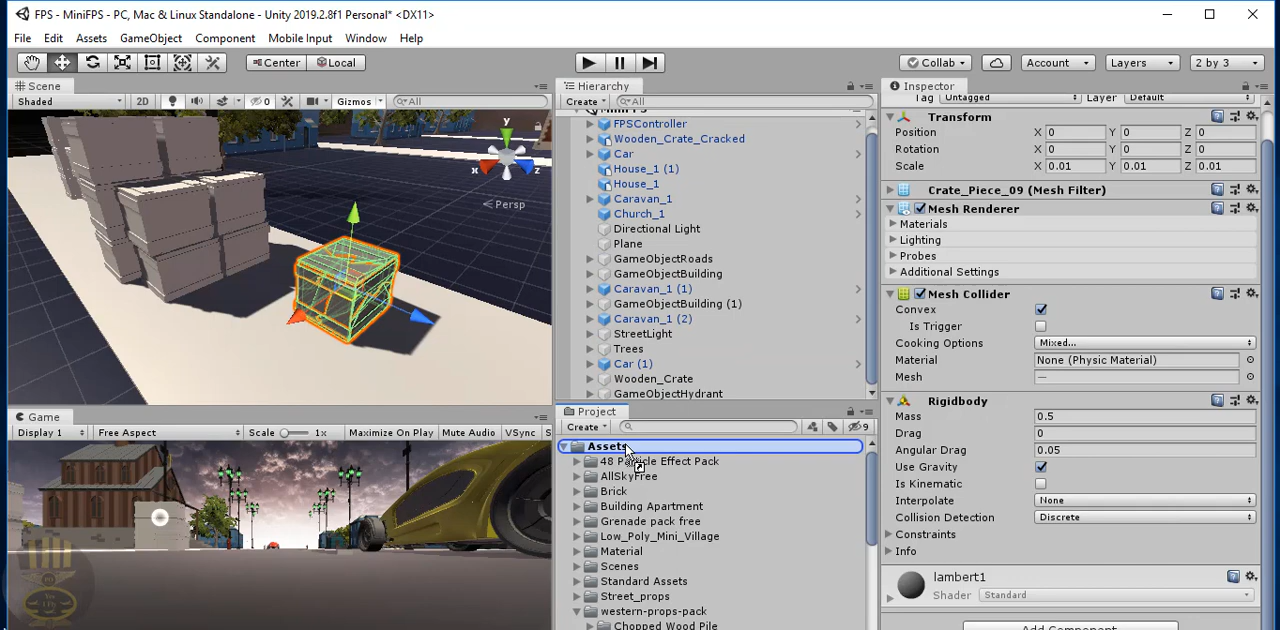 FPS - MiniFPS - PC, Mac & Linux Standalone - Unity 2019.2.8f1 Personal* <DX11>
File Edit Assets GameObject Component Mobile Input Window Help
Center Local Collab Account Layers 2 by 3
Scene
Shaded 2D 0 Gizmos All
y
x
z
Persp
Game
Display 1 Free Aspect Scale 1x Maximize On Play Mute Audio VSync S
Hierarchy
Create All
FPSController
Wooden_Crate_Cracked
Car
House_1 (1)
House_1
Caravan_1
Church_1
Directional Light
Plane
GameObjectRoads
GameObjectBuilding
Caravan_1 (1)
GameObjectBuilding (1)
Caravan_1 (2)
StreetLight
Trees
Car (1)
Wooden_Crate
GameObjectHydrant
Project
Create 9
Assets
48 Particle Effect Pack
AllSkyFree
Brick
Building Apartment
Grenade pack free
Low_Poly_Mini_Village
Material
Scenes
Standard Assets
Street_props
western-props-pack
Chopped Wood Pile
Inspector
Tag Untagged Layer Default
Transform
Position X 0 Y 0 Z 0
Rotation X 0 Y 0 Z 0
Scale X 0.01 Y 0.01 Z 0.01
Crate_Piece_09 (Mesh Filter)
Mesh Renderer
Materials
Lighting
Probes
Additional Settings
Mesh Collider
Convex
Is Trigger
Cooking Options Mixed...
Material None (Physic Material)
Mesh —
Rigidbody
Mass 0.5
Drag 0
Angular Drag 0.05
Use Gravity
Is Kinematic
Interpolate None
Collision Detection Discrete
Constraints
Info
lambert1
Shader Standard
Add Component